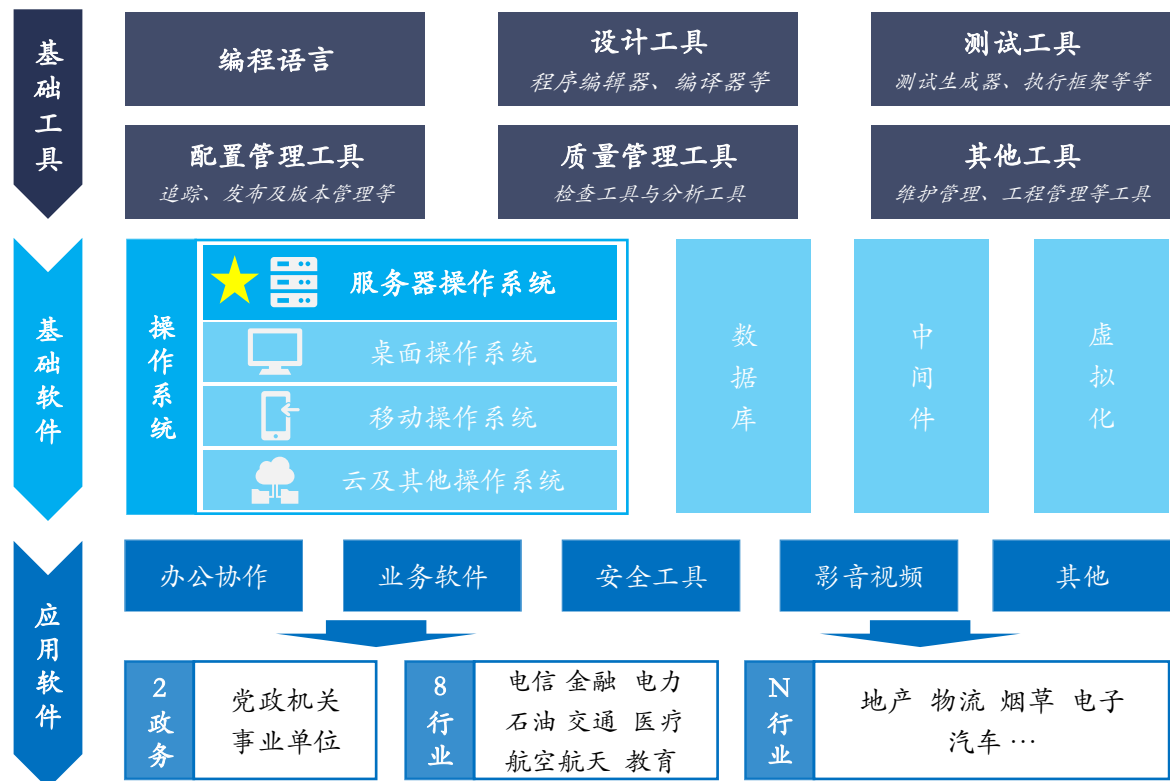 基础工具
编程语言
设计工具
程序编辑器、编译器等
测试工具
测试生成器、执行框架等等
配置管理工具
追踪、发布及版本管理等
质量管理工具
检查工具与分析工具
其他工具
维护管理、工程管理等工具
基础软件
操作系统
服务器操作系统
桌面操作系统
移动操作系统
云及其他操作系统
数据库
中间件
虚拟化
应用软件
办公协作
业务软件
安全工具
影音视频
其他
2政务
党政机关
事业单位
8行业
电信 金融 电力
石油 交通 医疗
航空航天 教育
N行业
地产 物流 烟草 电子
汽车 …